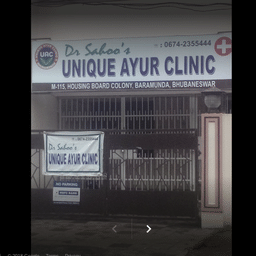 UAC
Dr Sahoo's
0674-2355444
UNIQUE AYUR CLINIC
M-115, HOUSING BOARD COLONY, BARAMUNDA, BHUBANESWAR
Dr Sahoo's
UNIQUE AYUR CLINIC
NO PARKING